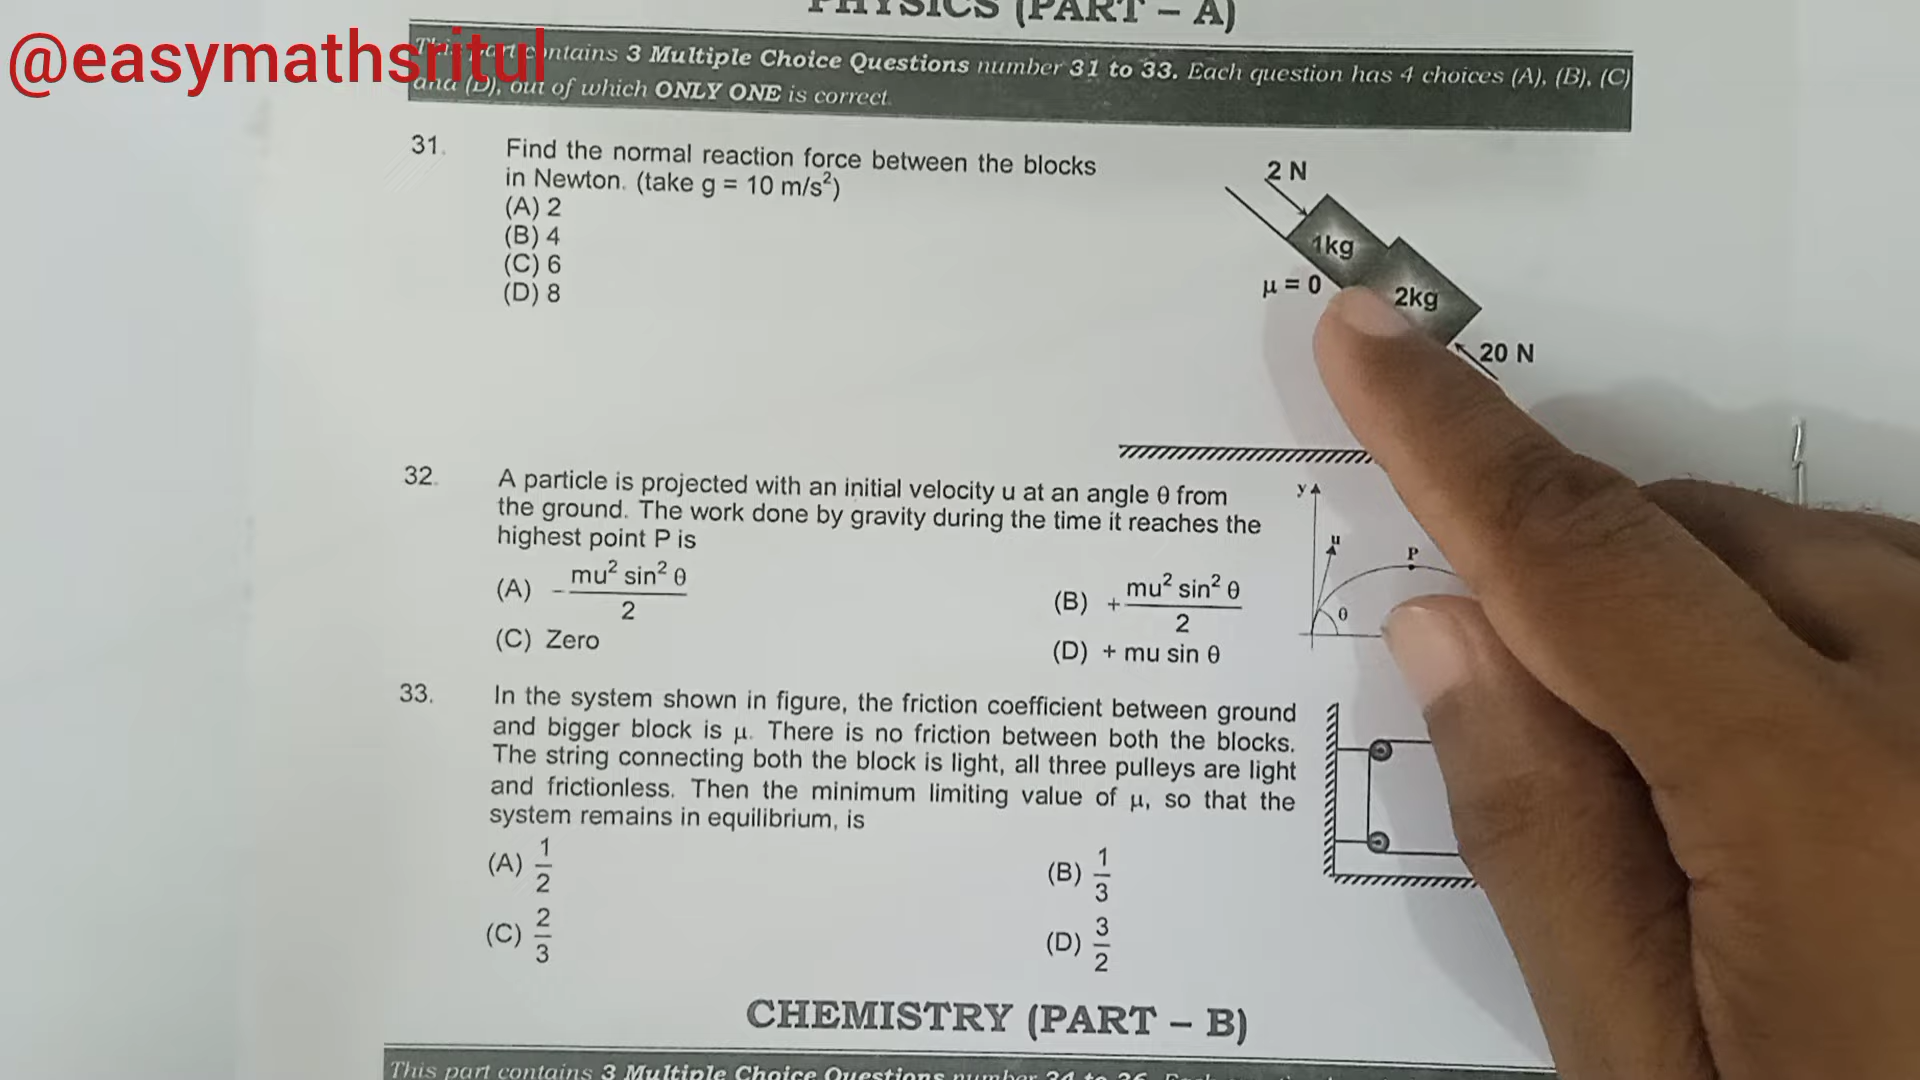 PHYSICS (PART – A)
@easymathsritul
contains 3 Multiple Choice Questions number 31 to 33. Each question has 4 choices (A), (B), (C)
and (D), out of which ONLY ONE is correct.
31. Find the normal reaction force between the blocks
in Newton. (take g = 10 m/s²)
(A) 2
(B) 4
(C) 6
(D) 8
2 N
1kg
μ = 0
2kg
20 N
32. A particle is projected with an initial velocity u at an angle θ from
the ground. The work done by gravity during the time it reaches the
highest point P is
(A) - mu² sin² θ / 2
(B) + mu² sin² θ / 2
(C) Zero
(D) + mu sin θ
y
u
P
θ
33. In the system shown in figure, the friction coefficient between ground
and bigger block is μ. There is no friction between both the blocks.
The string connecting both the block is light, all three pulleys are light
and frictionless. Then the minimum limiting value of μ, so that the
system remains in equilibrium, is
(A) 1/2
(B) 1/3
(C) 2/3
(D) 3/2
CHEMISTRY (PART – B)
This part contains 3 Multiple Choice Questions number 34 to 36.